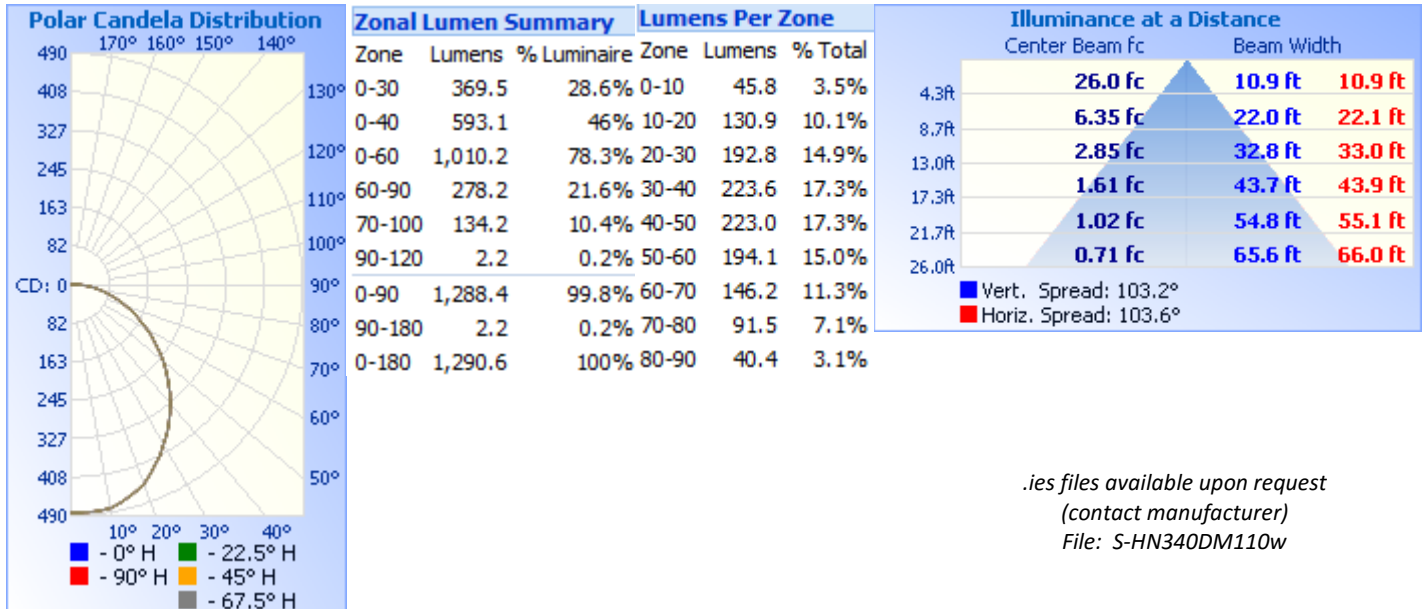 Polar Candela Distribution
170° 160° 150° 140°
490
408
327
245
163
82
CD: 0
82
163
245
327
408
490
130°
120°
110°
100°
90°
80°
70°
60°
50°
10° 20° 30° 40°
- 0° H - 22.5° H
- 90° H - 45° H
- 67.5° H
Zonal Lumen Summary
Zone Lumens % Luminaire
0-30 369.5 28.6%
0-40 593.1 46%
0-60 1,010.2 78.3%
60-90 278.2 21.6%
70-100 134.2 10.4%
90-120 2.2 0.2%
0-90 1,288.4 99.8%
90-180 2.2 0.2%
0-180 1,290.6 100%
Lumens Per Zone
Zone Lumens % Total
0-10 45.8 3.5%
10-20 130.9 10.1%
20-30 192.8 14.9%
30-40 223.6 17.3%
40-50 223.0 17.3%
50-60 194.1 15.0%
60-70 146.2 11.3%
70-80 91.5 7.1%
80-90 40.4 3.1%
Illuminance at a Distance
Center Beam fc Beam Width
4.3ft 26.0 fc 10.9 ft 10.9 ft
8.7ft 6.35 fc 22.0 ft 22.1 ft
13.0ft 2.85 fc 32.8 ft 33.0 ft
17.3ft 1.61 fc 43.7 ft 43.9 ft
21.7ft 1.02 fc 54.8 ft 55.1 ft
26.0ft 0.71 fc 65.6 ft 66.0 ft
Vert. Spread: 103.2°
Horiz. Spread: 103.6°
.ies files available upon request
(contact manufacturer)
File: S-HN340DM110w